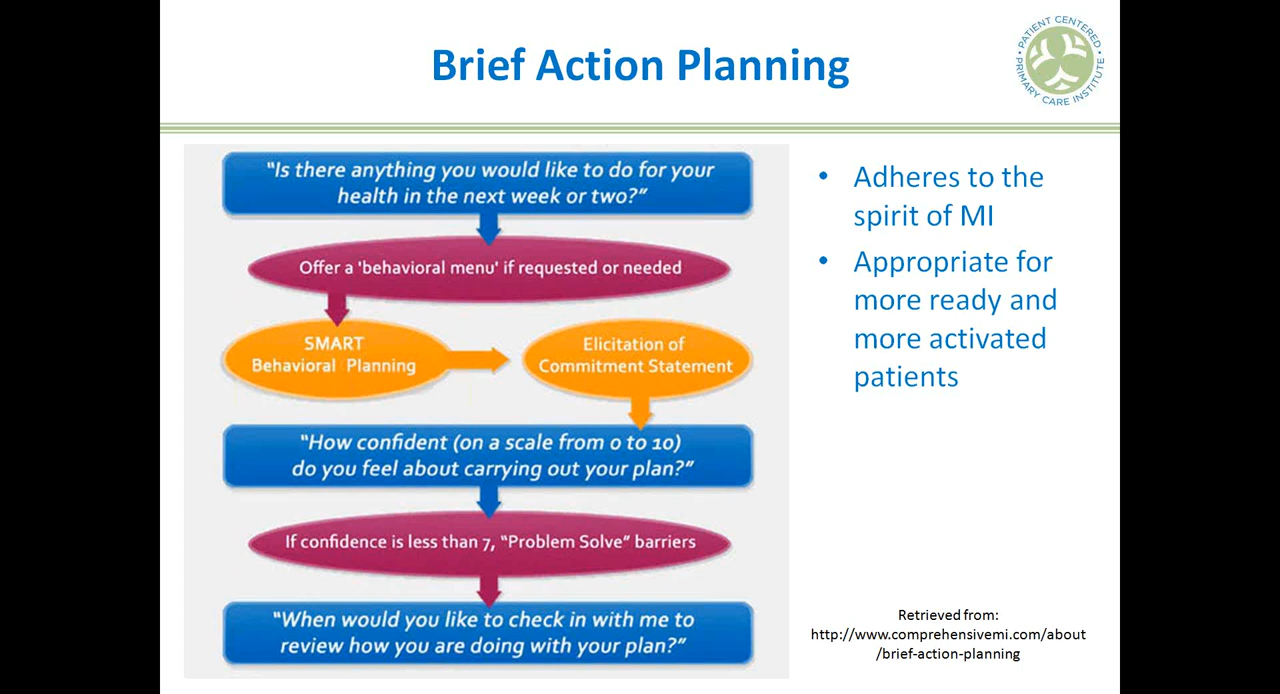 Brief Action Planning
• PATIENT CENTERED •
PRIMARY CARE INSTITUTE
"Is there anything you would like to do for your
health in the next week or two?"
Offer a 'behavioral menu' if requested or needed
SMART
Behavioral Planning
Elicitation of
Commitment Statement
"How confident (on a scale from 0 to 10)
do you feel about carrying out your plan?"
If confidence is less than 7, "Problem Solve" barriers
"When would you like to check in with me to
review how you are doing with your plan?"
• Adheres to the
spirit of MI
• Appropriate for
more ready and
more activated
patients
Retrieved from:
http://www.comprehensivemi.com/about
/brief-action-planning